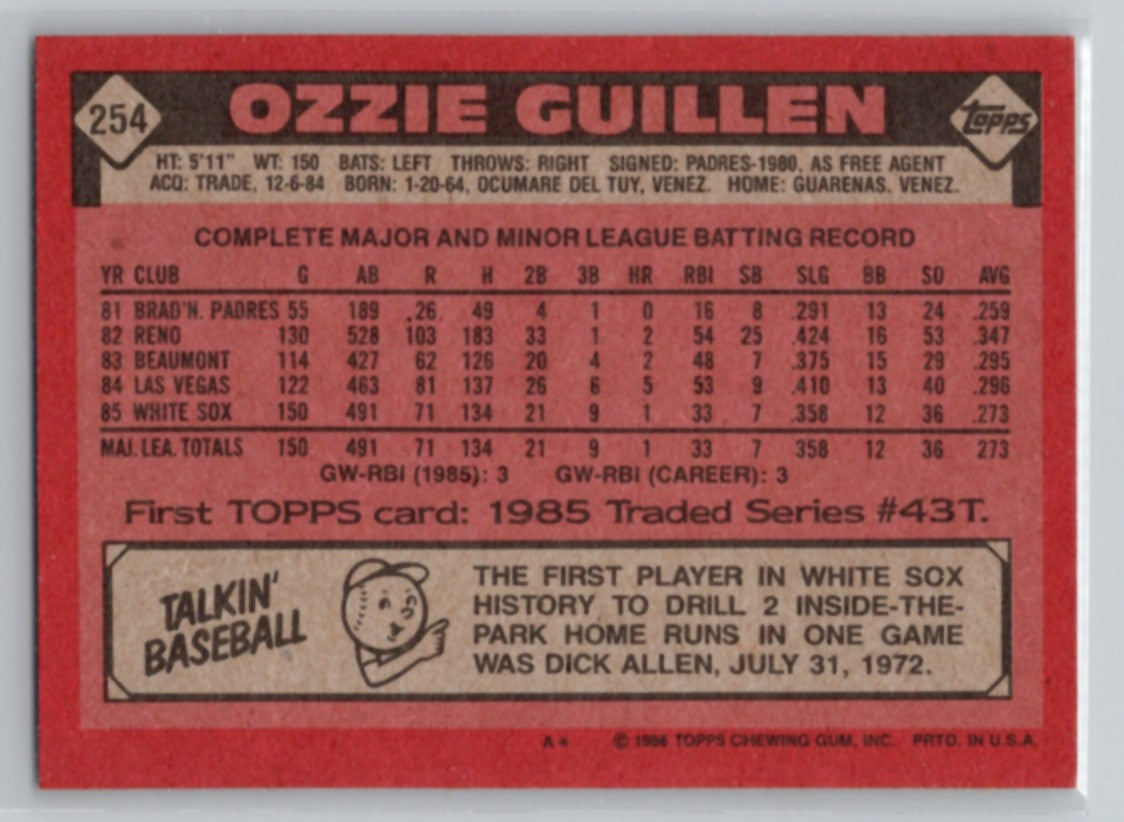 254 OZZIE GUILLEN topps
HT: 5'11" WT: 150 BATS: LEFT THROWS: RIGHT SIGNED: PADRES-1980, AS FREE AGENT
ACQ: TRADE, 12-6-84 BORN: 1-20-64, OCUMARE DEL TUY, VENEZ. HOME: GUARENAS. VENEZ.
COMPLETE MAJOR AND MINOR LEAGUE BATTING RECORD
YR CLUB G AB R H 2B 3B HR RBI SB SLG BB SO AVG
81 BRAD'N. PADRES 55 189 26 49 4 1 0 16 8 .291 13 24 .259
82 RENO 130 528 103 183 33 1 2 54 25 .424 16 53 .347
83 BEAUMONT 114 427 62 126 20 4 2 48 7 .375 15 29 .295
84 LAS VEGAS 122 463 81 137 26 6 5 53 9 .410 13 40 .296
85 WHITE SOX 150 491 71 134 21 9 1 33 7 .358 12 36 .273
MAJ. LEA. TOTALS 150 491 71 134 21 9 1 33 7 358 12 36 273
GW-RBI (1985): 3 GW-RBI (CAREER): 3
First TOPPS card: 1985 Traded Series #43T.
TALKIN'
BASEBALL
THE FIRST PLAYER IN WHITE SOX
HISTORY TO DRILL 2 INSIDE-THE-
PARK HOME RUNS IN ONE GAME
WAS DICK ALLEN, JULY 31, 1972.
A* © 1986 TOPPS CHEWING GUM, INC. PRTD. IN U.S.A.